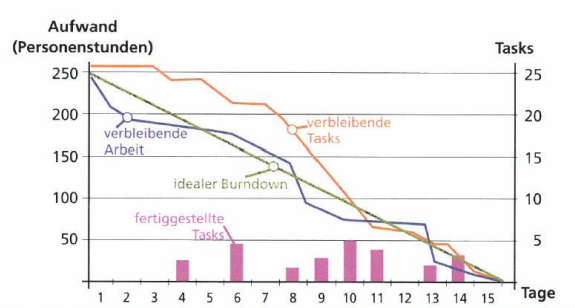 Aufwand
(Personenstunden)
Tasks
250
25
200
20
verbleibende
Tasks
verbleibende
Arbeit
150
15
idealer Burndown
100
10
fertiggestellte
Tasks
50
5
1 2 3 4 5 6 7 8 9 10 11 12 13 14
Tage